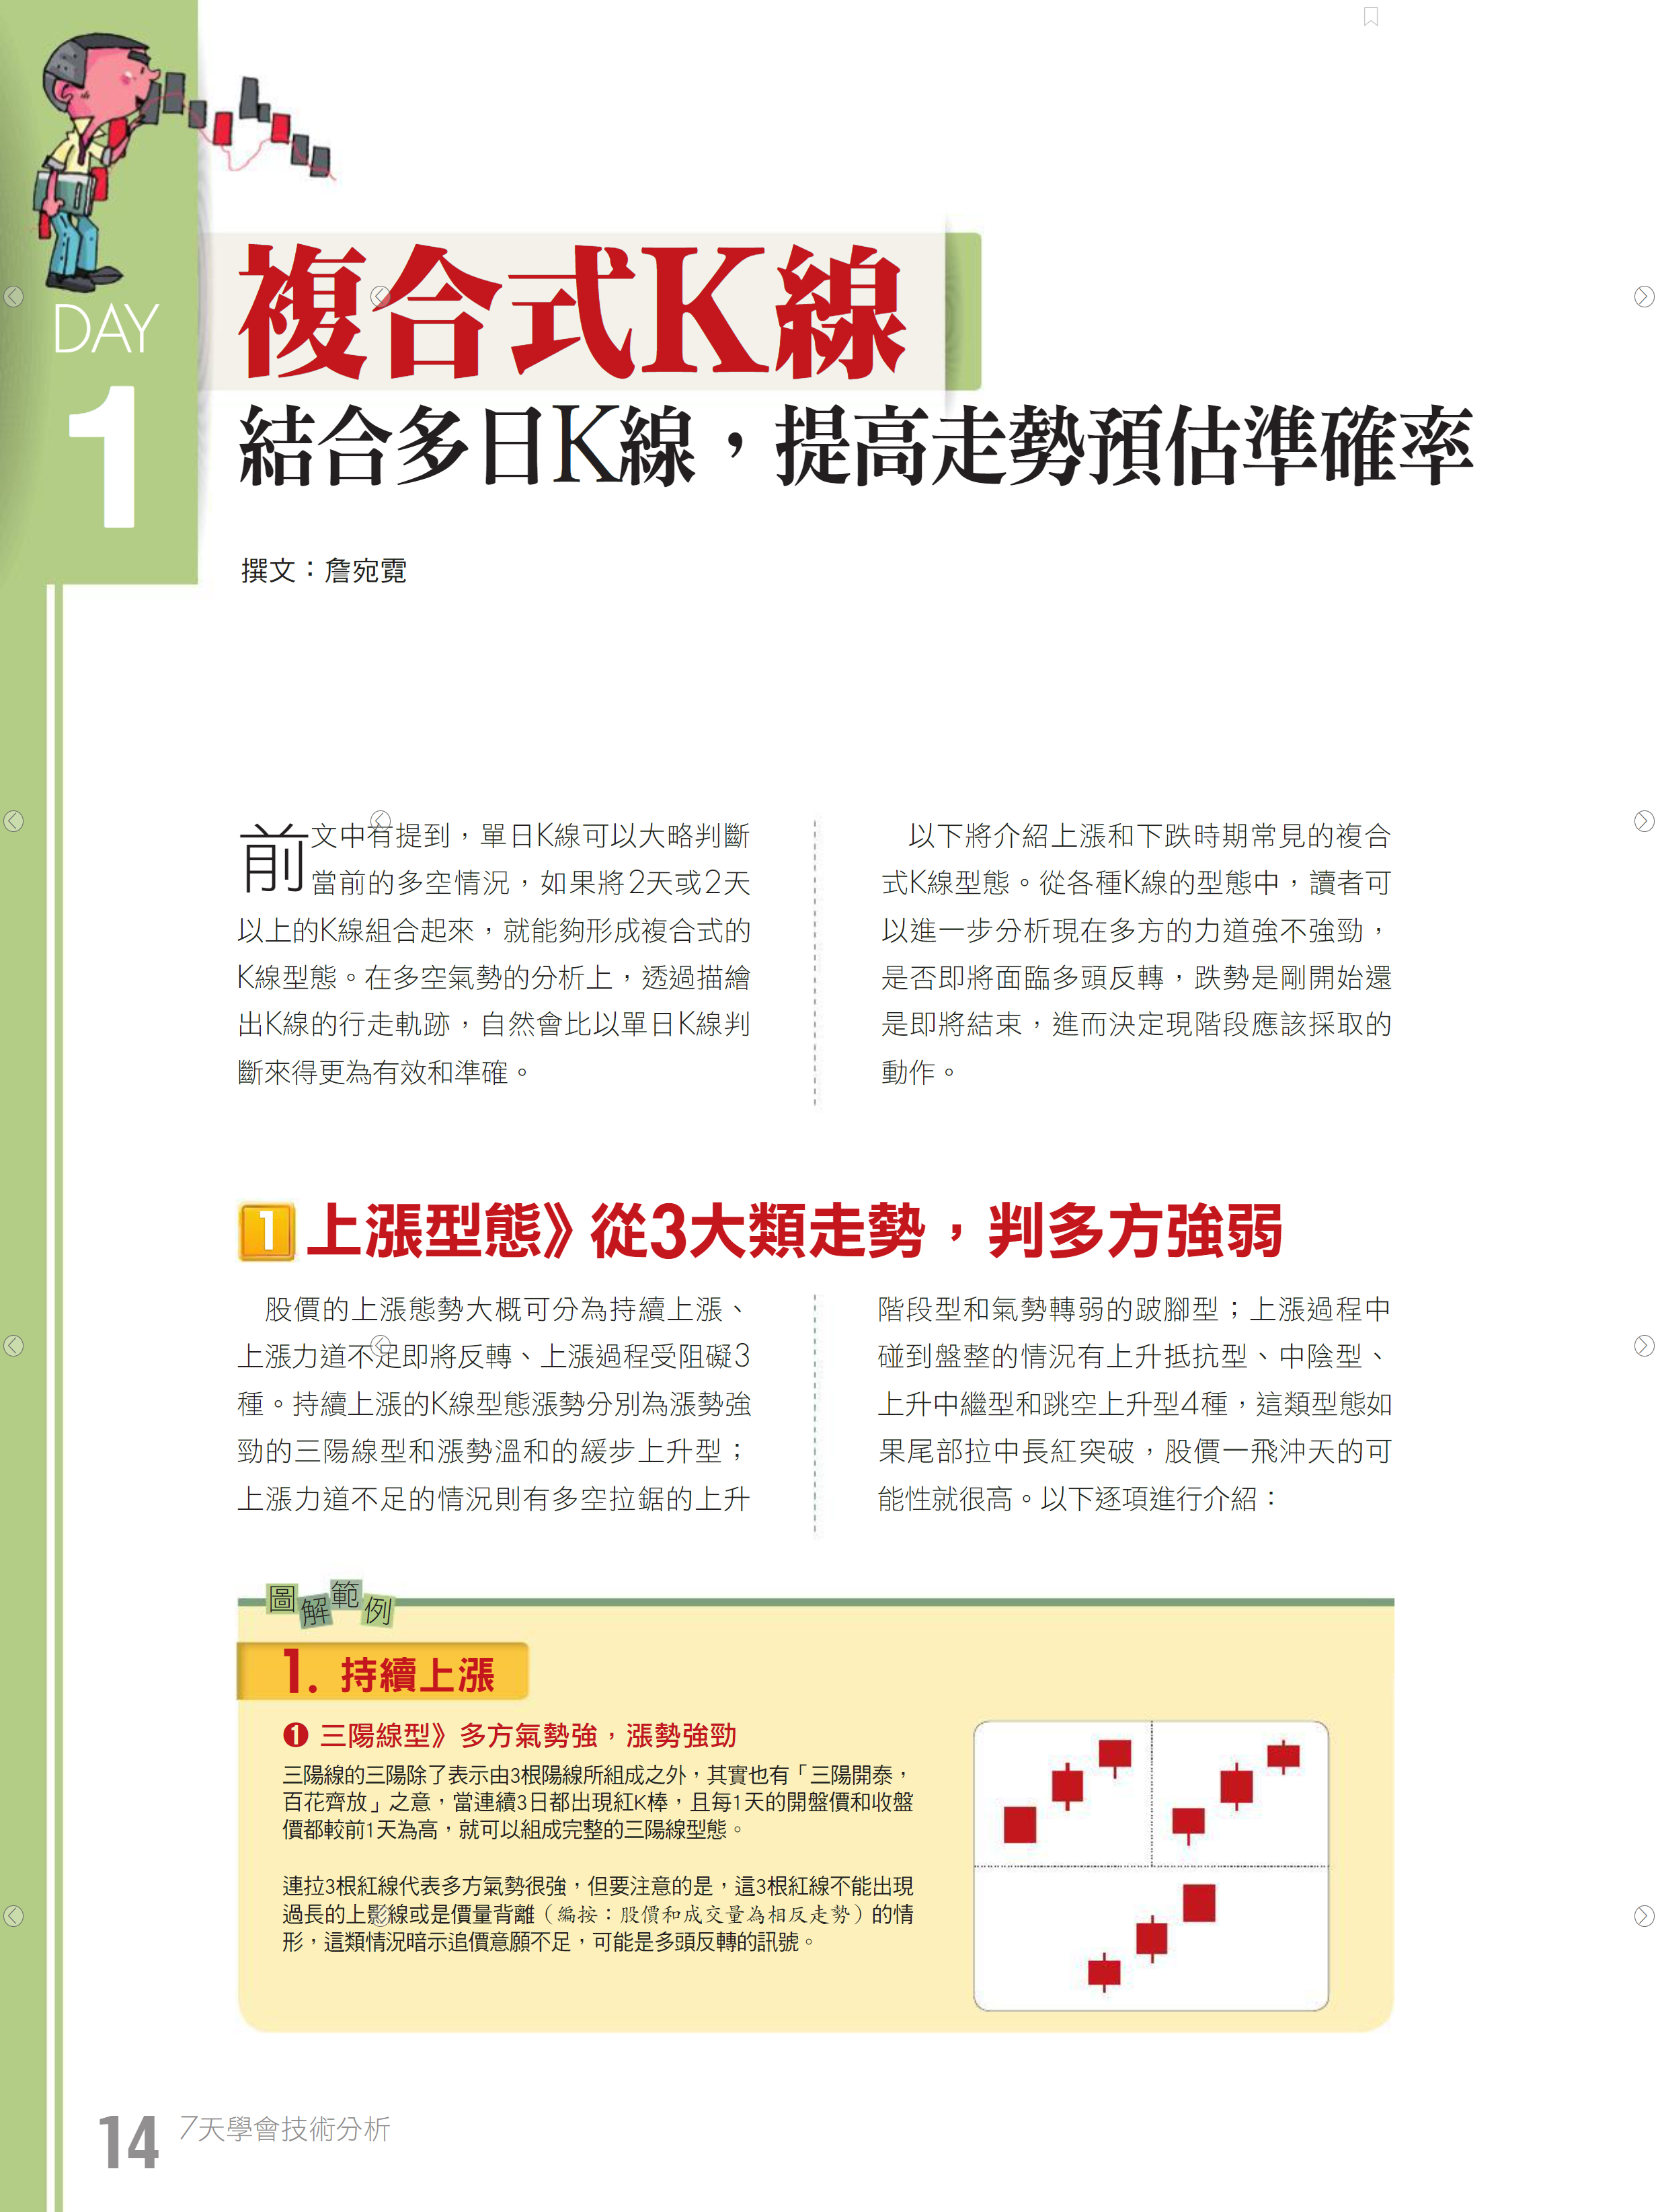 DAY
1
複合式K線
結合多日K線，提高走勢預估準確率
撰文：詹宛霓
前文中有提到，單日K線可以大略判斷
當前的多空情況，如果將2天或2天
以上的K線組合起來，就能夠形成複合式的
K線型態。在多空氣勢的分析上，透過描繪
出K線的行走軌跡，自然會比以單日K線判
斷來得更為有效和準確。
以下將介紹上漲和下跌時期常見的複合
式K線型態。從各種K線的型態中，讀者可
以進一步分析現在多方的力道強不強勁，
是否即將面臨多頭反轉，跌勢是剛開始還
是即將結束，進而決定現階段應該採取的
動作。
1 上漲型態》從3大類走勢，判多方強弱
股價的上漲態勢大概可分為持續上漲、
上漲力道不足即將反轉、上漲過程受阻礙3
種。持續上漲的K線型態漲勢分別為漲勢強
勁的三陽線型和漲勢溫和的緩步上升型；
上漲力道不足的情況則有多空拉鋸的上升
階段型和氣勢轉弱的跛腳型；上漲過程中
碰到盤整的情況有上升抵抗型、中陰型、
上升中繼型和跳空上升型4種，這類型態如
果尾部拉中長紅突破，股價一飛沖天的可
能性就很高。以下逐項進行介紹：
圖解範例
1. 持續上漲
❶ 三陽線型》多方氣勢強，漲勢強勁
三陽線的三陽除了表示由3根陽線所組成之外，其實也有「三陽開泰，
百花齊放」之意，當連續3日都出現紅K棒，且每1天的開盤價和收盤
價都較前1天為高，就可以組成完整的三陽線型態。
連拉3根紅線代表多方氣勢很強，但要注意的是，這3根紅線不能出現
過長的上影線或是價量背離（編按：股價和成交量為相反走勢）的情
形，這類情況暗示追價意願不足，可能是多頭反轉的訊號。
14 7天學會技術分析